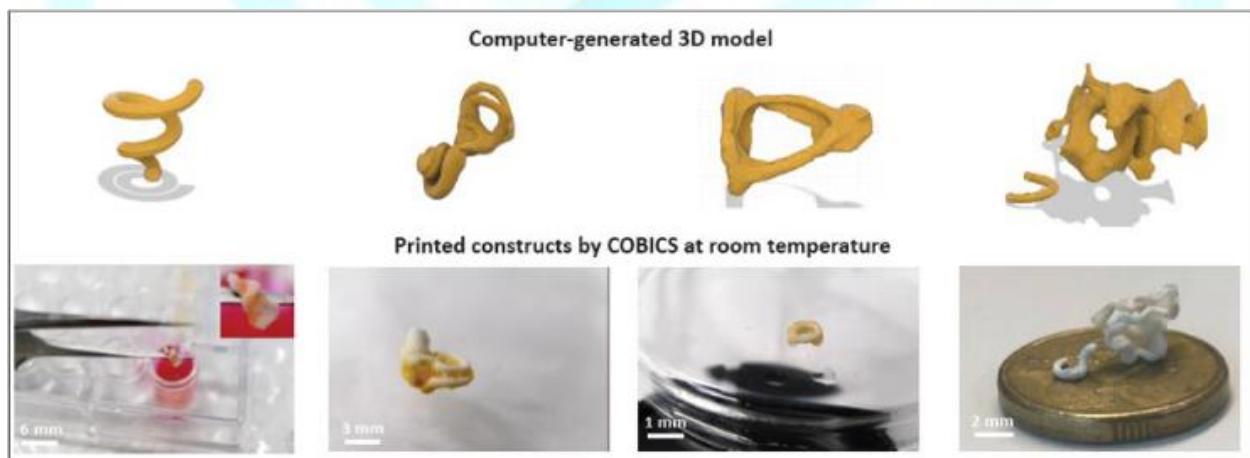 Computer-generated 3D model
Printed constructs by COBICS at room temperature
6 mm
3 mm
1 mm
2 mm